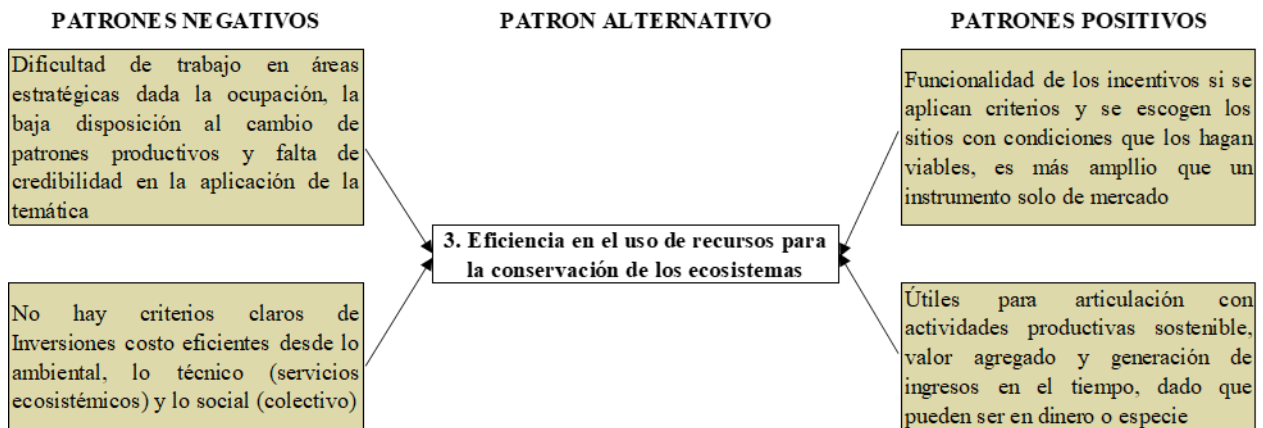 PATRONES NEGATIVOS
PATRON ALTERNATIVO
PATRONES POSITIVOS
Dificultad de trabajo en áreas
estratégicas dada la ocupación, la
baja disposición al cambio de
patrones productivos y falta de
credibilidad en la aplicación de la
temática
Funcionalidad de los incentivos si se
aplican criterios y se escogen los
sitios con condiciones que los hagan
viables, es más ampllio que un
instrumento solo de mercado
3. Eficiencia en el uso de recursos para
la conservación de los ecosistemas
No hay criterios claros de
Inversiones costo eficientes desde lo
ambiental, lo técnico (servicios
ecosistémicos) y lo social (colectivo)
Útiles para articulación con
actividades productivas sostenible,
valor agregado y generación de
ingresos en el tiempo, dado que
pueden ser en dinero o especie